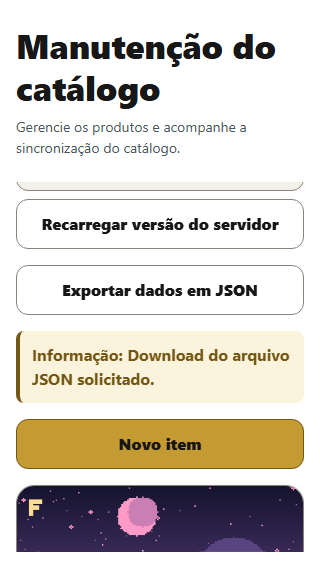 Manutenção do
catálogo
Gerencie os produtos e acompanhe a
sincronização do catálogo.
Recarregar versão do servidor
Exportar dados em JSON
Informação: Download do arquivo
JSON solicitado.
Novo item
F